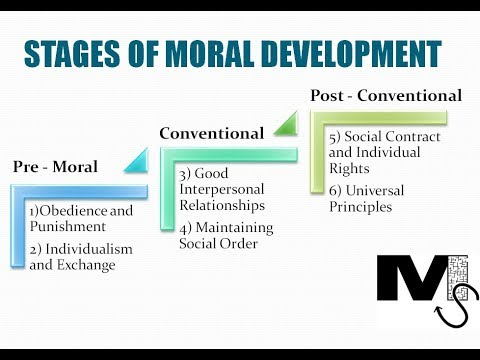 STAGES OF MORAL DEVELOPMENT
Pre - Moral
1)Obedience and
Punishment
2) Individualism
and Exchange
Conventional
3) Good
Interpersonal
Relationships
4) Maintaining
Social Order
Post - Conventional
5) Social Contract
and Individual
Rights
6) Universal
Principles
MIS